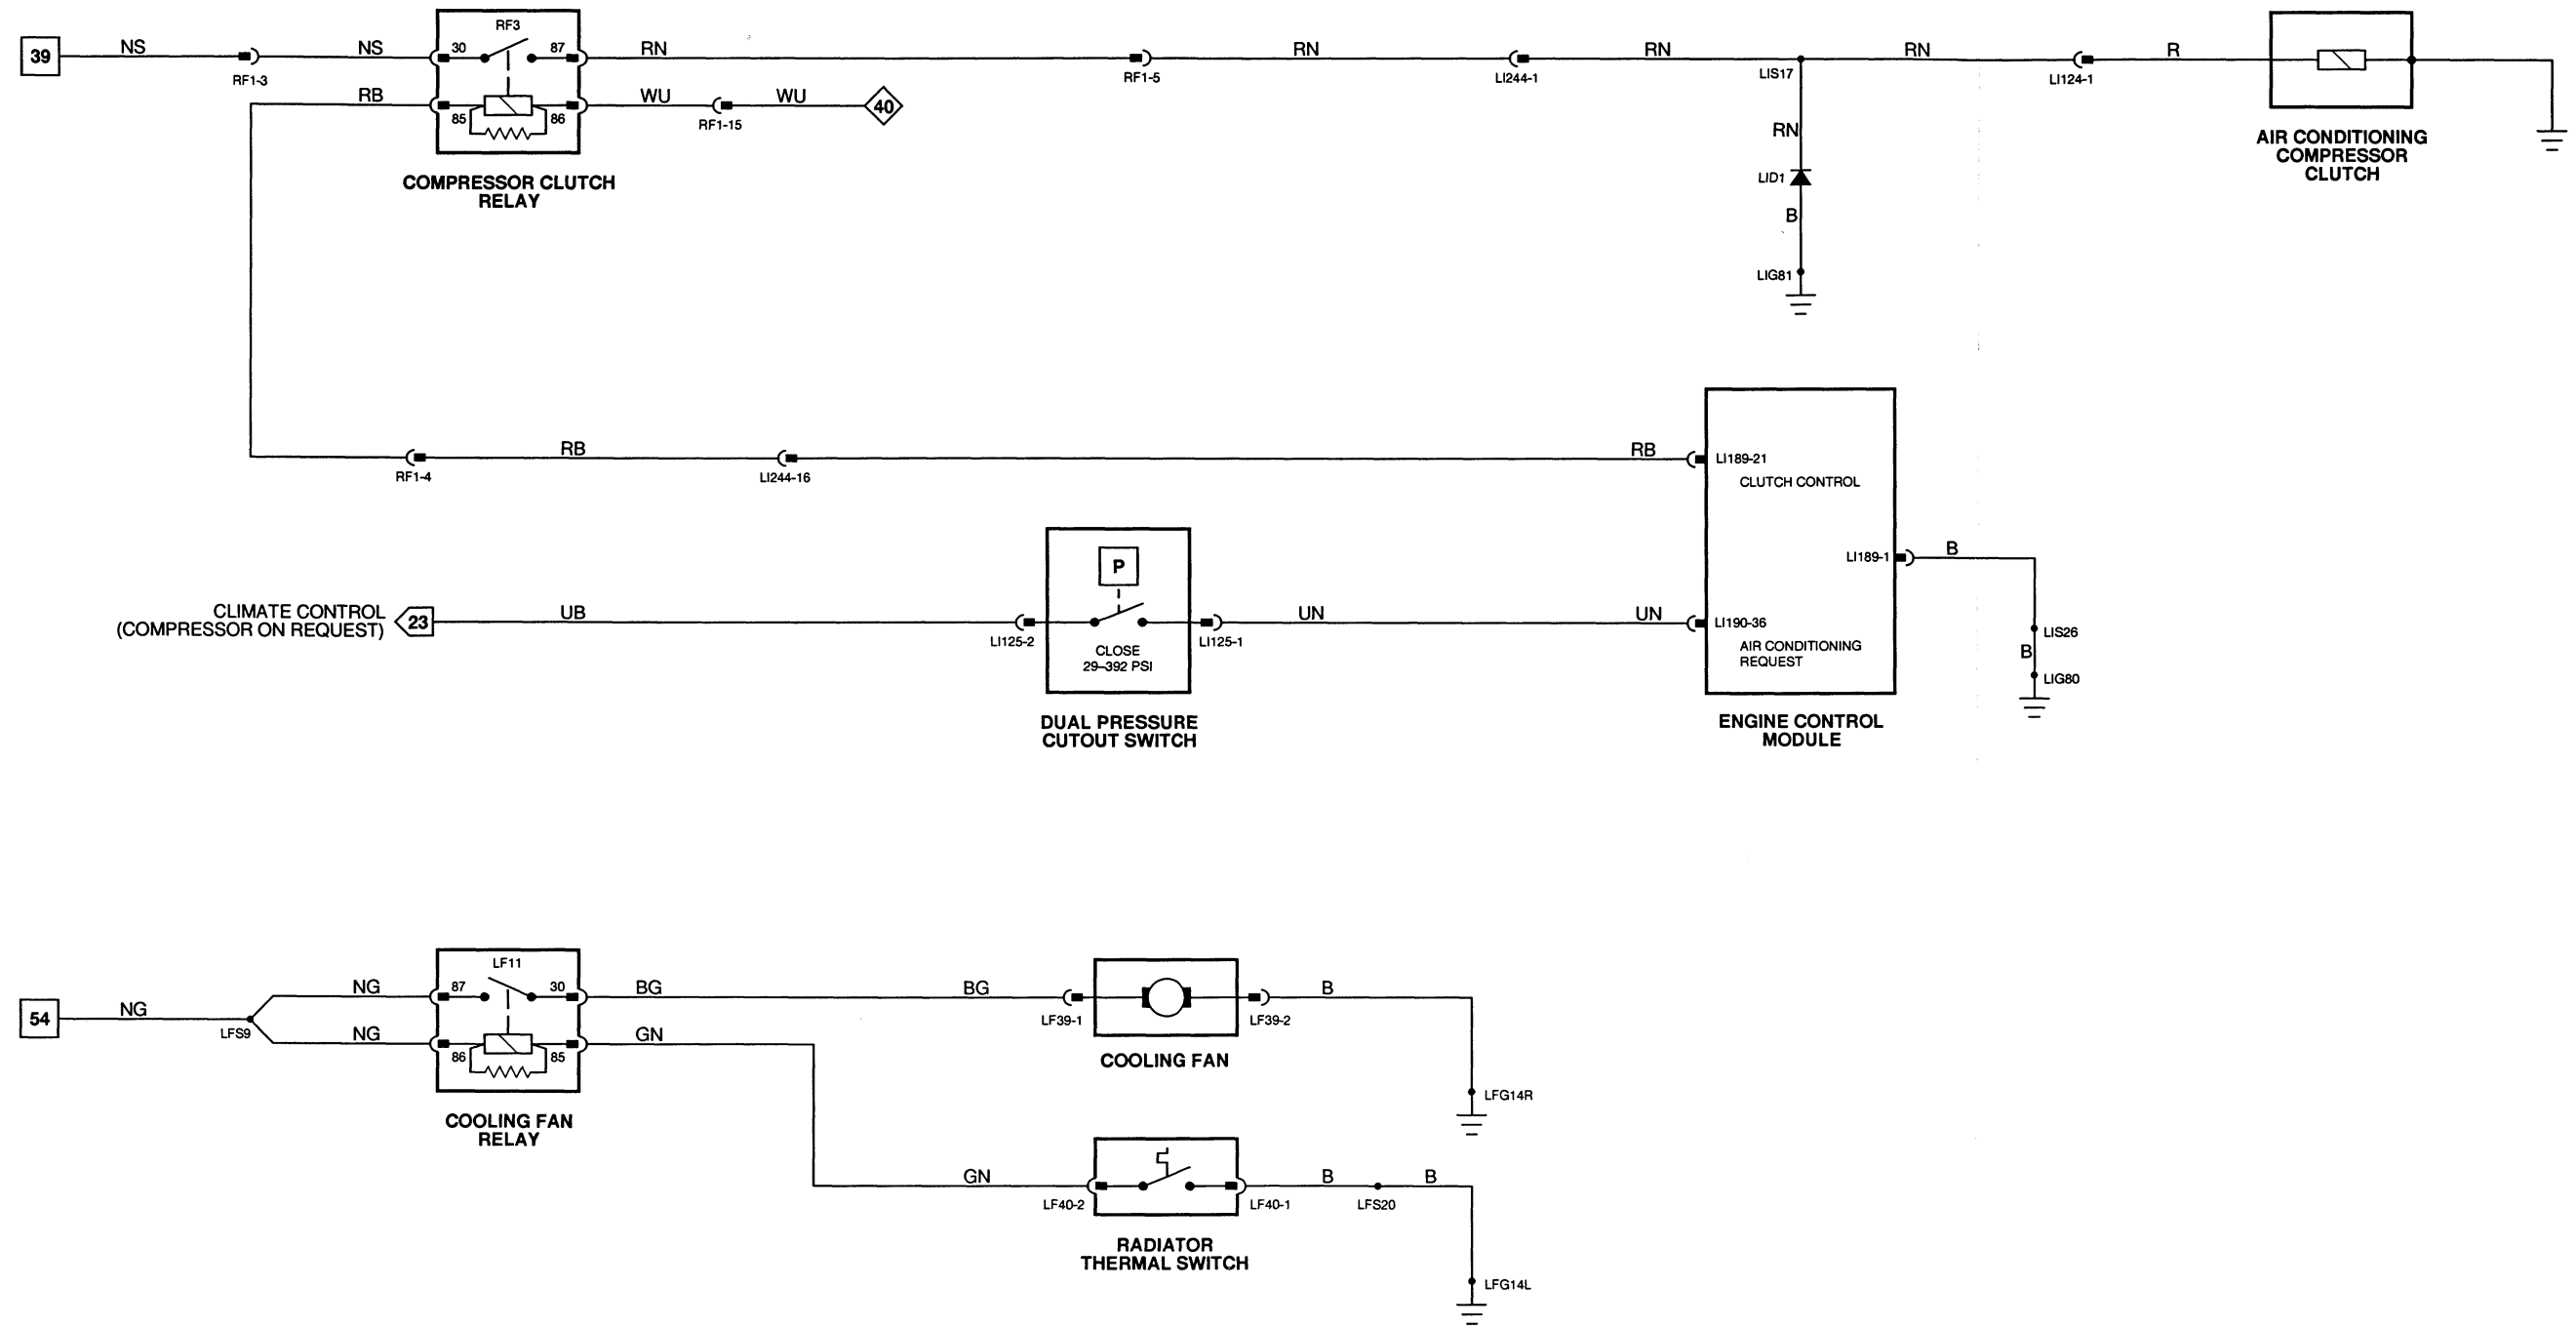 39
NS
RF1-3
NS
RF3
30
87
RN
RF1-5
RN
LI244-1
RN
LIS17
RN
LI124-1
R
RB
85
86
WU
RF1-15
WU
40
COMPRESSOR CLUTCH
RELAY
AIR CONDITIONING
COMPRESSOR
CLUTCH
RN
LID1
B
LIG81
RF1-4
RB
LI244-16
RB
LI189-21
CLUTCH CONTROL
LI189-1
B
LIS26
B
LIG80
CLIMATE CONTROL
(COMPRESSOR ON REQUEST)
23
UB
LI125-2
P
CLOSE
29–392 PSI
LI125-1
UN
UN
LI190-36
AIR CONDITIONING
REQUEST
DUAL PRESSURE
CUTOUT SWITCH
ENGINE CONTROL
MODULE
54
NG
LFS9
NG
NG
LF11
87
30
86
85
BG
BG
LF39-1
LF39-2
B
LFG14R
COOLING FAN
GN
COOLING FAN
RELAY
GN
LF40-2
LF40-1
B
LFS20
B
LFG14L
RADIATOR
THERMAL SWITCH